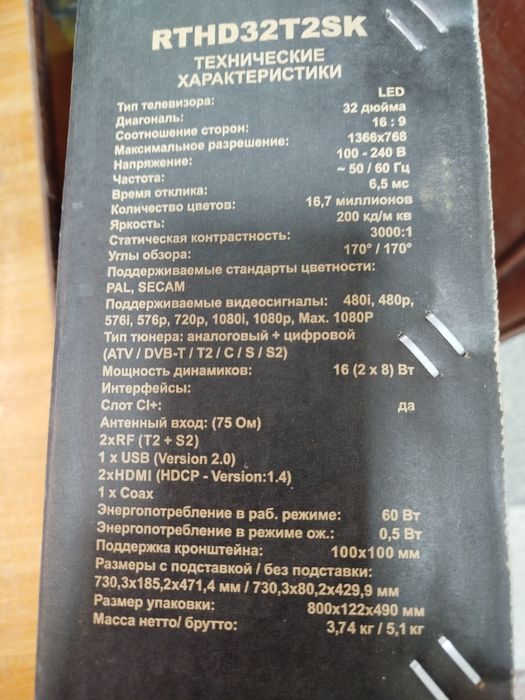 RTHD32T2SK
ТЕХНИЧЕСКИЕ
ХАРАКТЕРИСТИКИ
Тип телевизора: LED
Диагональ: 32 дюйма
Соотношение сторон: 16 : 9
Максимальное разрешение: 1366x768
Напряжение: 100 - 240 В
Частота: ~ 50 / 60 Гц
Время отклика: 6,5 мс
Количество цветов: 16,7 миллионов
Яркость: 200 кд/м кв
Статическая контрастность: 3000:1
Углы обзора: 170° / 170°
Поддерживаемые стандарты цветности:
PAL, SECAM
Поддерживаемые видеосигналы: 480i, 480p,
576i, 576p, 720p, 1080i, 1080p, Max. 1080P
Тип тюнера: аналоговый + цифровой
(ATV / DVB-T / T2 / C / S / S2)
Мощность динамиков: 16 (2 x 8) Вт
Интерфейсы:
Слот CI+: да
Антенный вход: (75 Ом)
2xRF (T2 + S2)
1 x USB (Version 2.0)
2xHDMI (HDCP - Version:1.4)
1 x Coax
Энергопотребление в раб. режиме: 60 Вт
Энергопотребление в режиме ож.: 0,5 Вт
Поддержка кронштейна: 100x100 мм
Размеры с подставкой / без подставки:
730,3x185,2x471,4 мм / 730,3x80,2x429,9 мм
Размер упаковки: 800x122x490 мм
Масса нетто/ брутто: 3,74 кг / 5,1 кг